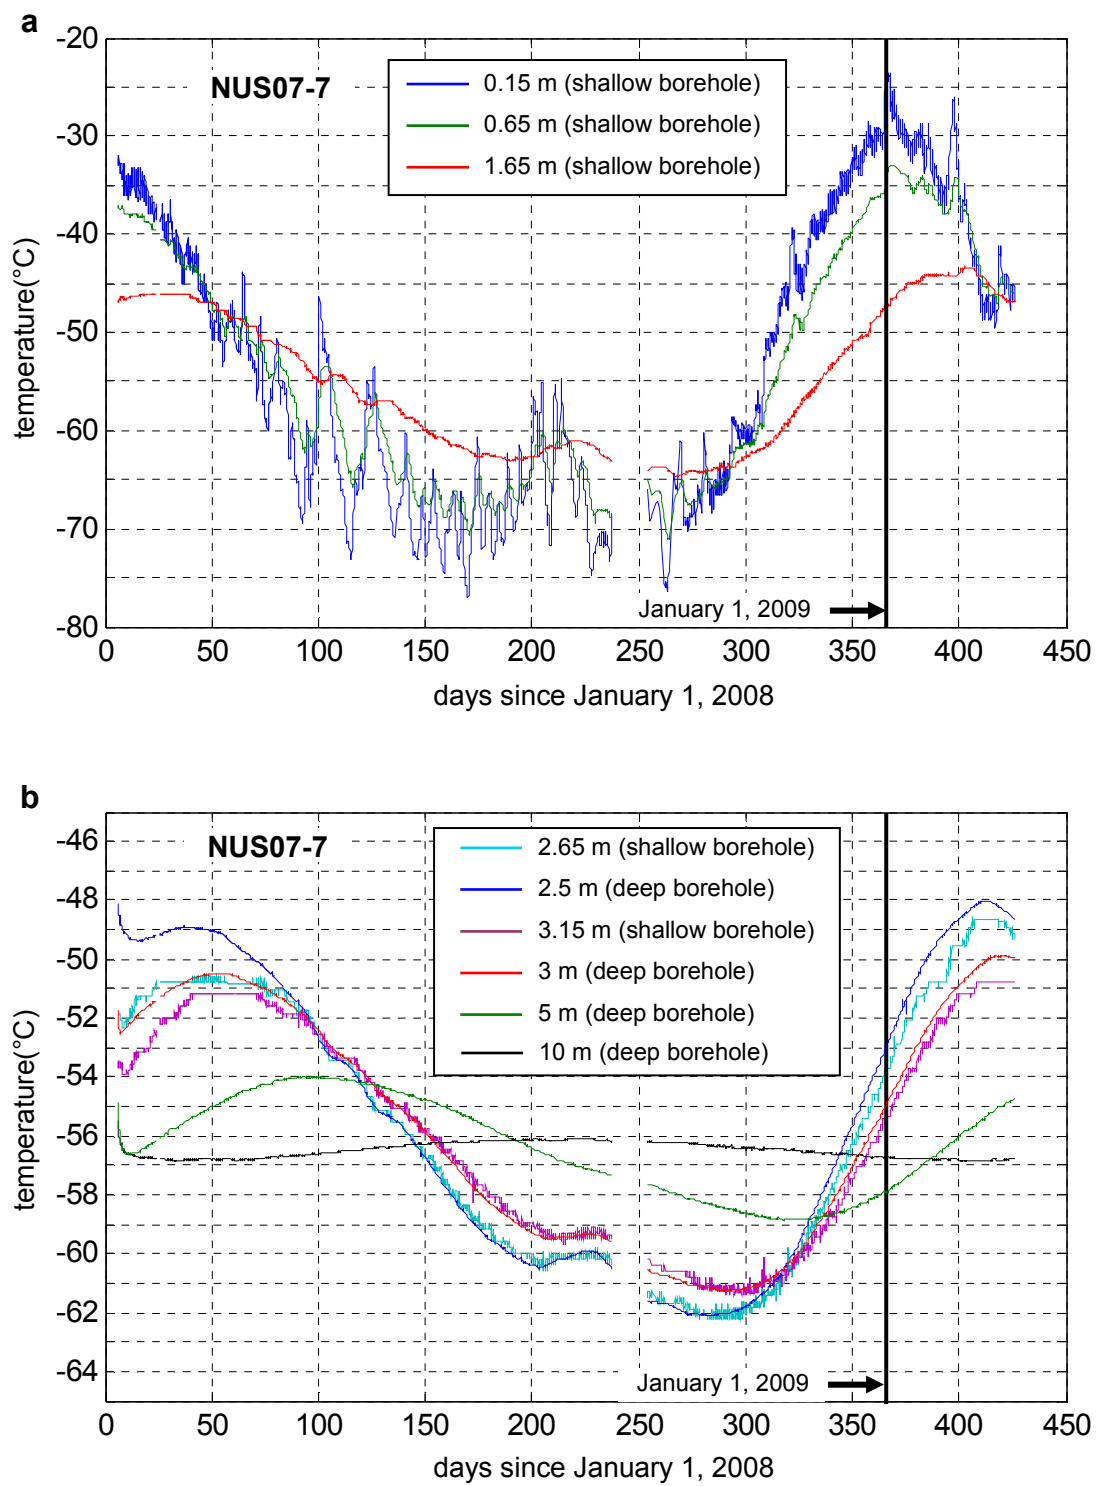 a
-20
-30
-40
-50
-60
-70
-80
temperature(°C)
NUS07-7
0.15 m (shallow borehole)
0.65 m (shallow borehole)
1.65 m (shallow borehole)
January 1, 2009
0 50 100 150 200 250 300 350 400 450
days since January 1, 2008
b
-46
-48
-50
-52
-54
-56
-58
-60
-62
-64
temperature(°C)
NUS07-7
2.65 m (shallow borehole)
2.5 m (deep borehole)
3.15 m (shallow borehole)
3 m (deep borehole)
5 m (deep borehole)
10 m (deep borehole)
January 1, 2009
0 50 100 150 200 250 300 350 400 450
days since January 1, 2008